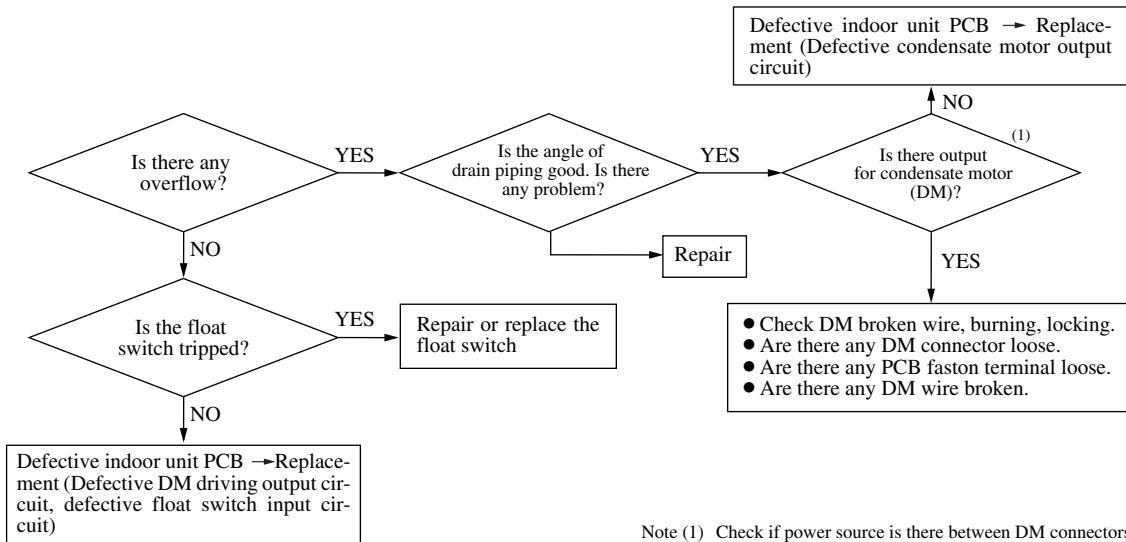 Defective indoor unit PCB → Replace-
ment (Defective condensate motor output
circuit)
NO
(1)
Is there any
overflow?
YES
Is the angle of
drain piping good. Is there
any problem?
YES
Is there output
for condensate motor
(DM)?
NO
Repair
YES
Is the float
switch tripped?
YES
Repair or replace the
float switch
● Check DM broken wire, burning, locking.
● Are there any DM connector loose.
● Are there any PCB faston terminal loose.
● Are there any DM wire broken.
NO
Defective indoor unit PCB → Replace-
ment (Defective DM driving output cir-
cuit, defective float switch input cir-
cuit)
Note (1) Check if power source is there between DM connectors